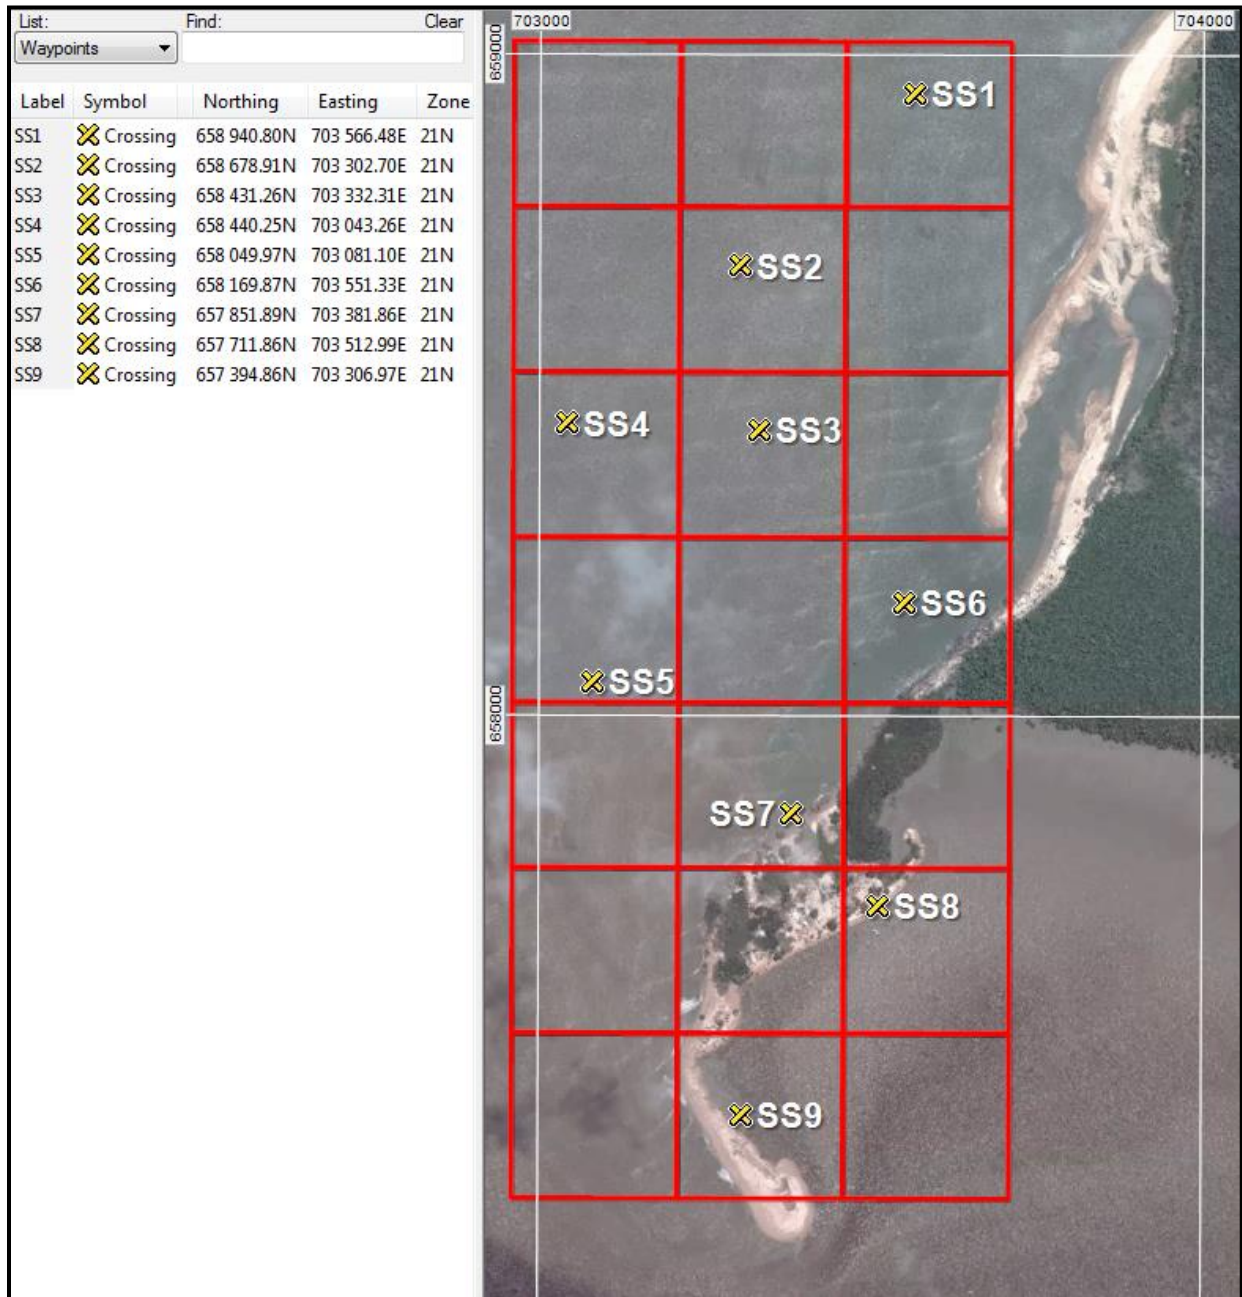 List: Find: Clear
Waypoints
Label Symbol Northing Easting Zone
SS1 Crossing 658 940.80N 703 566.48E 21N
SS2 Crossing 658 678.91N 703 302.70E 21N
SS3 Crossing 658 431.26N 703 332.31E 21N
SS4 Crossing 658 440.25N 703 043.26E 21N
SS5 Crossing 658 049.97N 703 081.10E 21N
SS6 Crossing 658 169.87N 703 551.33E 21N
SS7 Crossing 657 851.89N 703 381.86E 21N
SS8 Crossing 657 711.86N 703 512.99E 21N
SS9 Crossing 657 394.86N 703 306.97E 21N
703000 704000
659000
SS1
SS2
SS4 SS3
SS6
SS5
658000
SS7
SS8
SS9